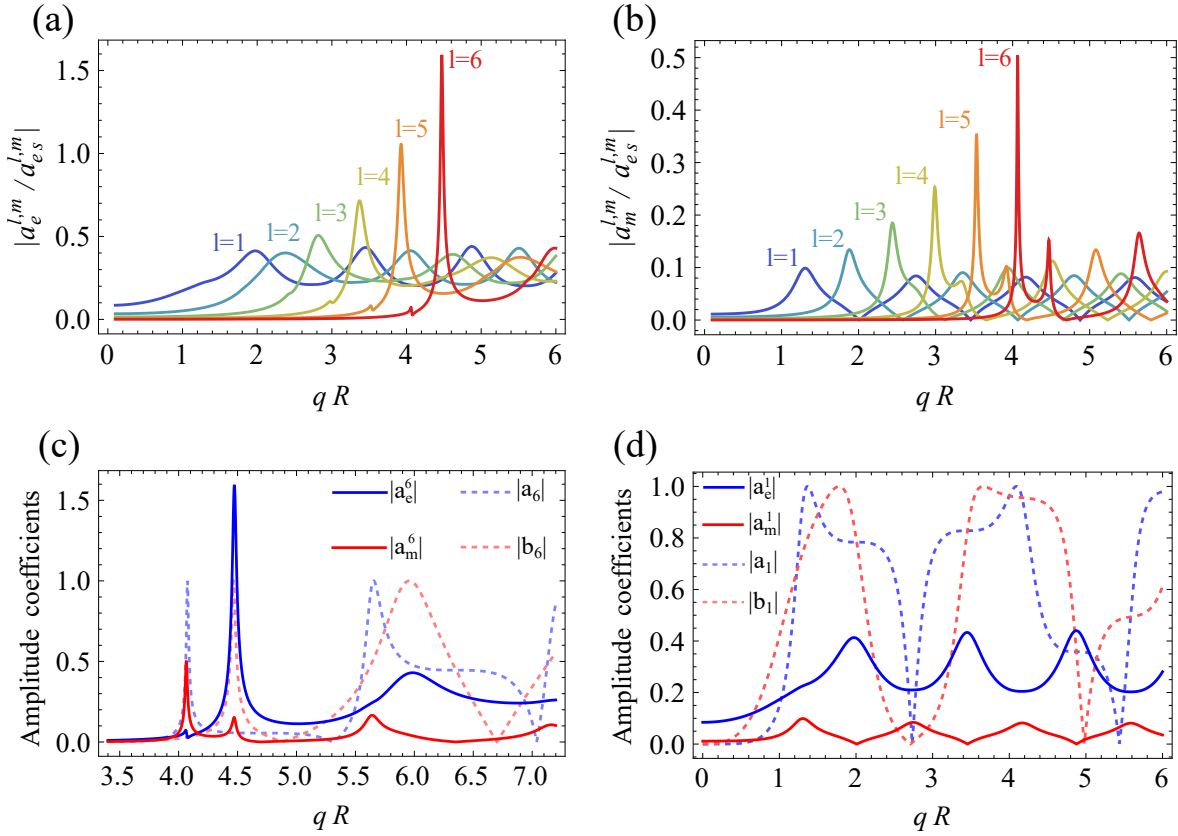 (a)
l=1
l=2
l=3
l=4
l=5
l=6
|a_e^{l,m} / a_{es}^{l,m}|
0.0
0.5
1.0
1.5
0 1 2 3 4 5 6
q R
(b)
l=1
l=2
l=3
l=4
l=5
l=6
|a_m^{l,m} / a_{es}^{l,m}|
0.0
0.1
0.2
0.3
0.4
0.5
0 1 2 3 4 5 6
q R
(c)
|a_e^6| |a_6|
|a_m^6| |b_6|
Amplitude coefficients
0.0
0.5
1.0
1.5
3.5 4.0 4.5 5.0 5.5 6.0 6.5 7.0
q R
(d)
|a_e^1|
|a_m^1|
|a_1|
|b_1|
Amplitude coefficients
0.0
0.2
0.4
0.6
0.8
1.0
0 1 2 3 4 5 6
q R